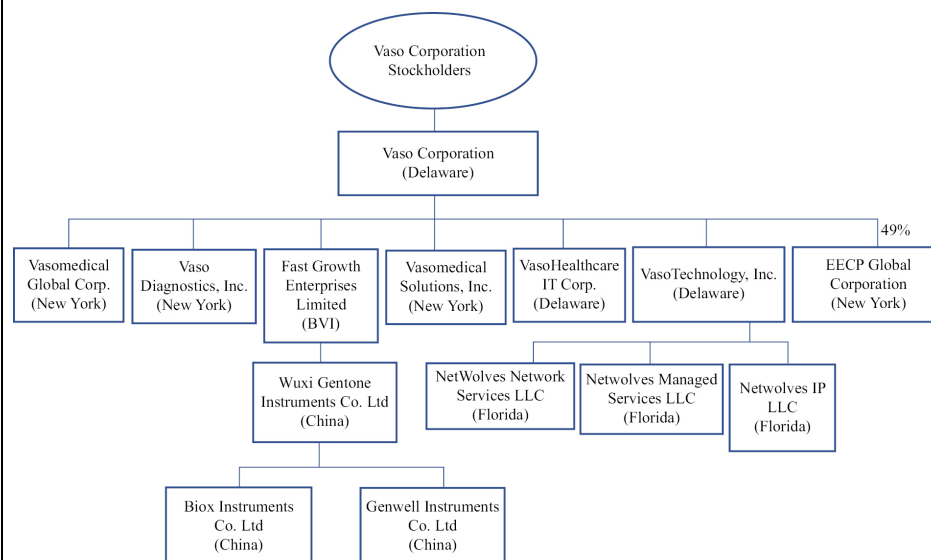 Vaso Corporation
Stockholders
Vaso Corporation
(Delaware)
49%
Vasomedical
Global Corp.
(New York)
Vaso
Diagnostics, Inc.
(New York)
Fast Growth
Enterprises
Limited
(BVI)
Vasomedical
Solutions, Inc.
(New York)
VasoHealthcare
IT Corp.
(Delaware)
VasoTechnology, Inc.
(Delaware)
EECP Global
Corporation
(New York)
Wuxi Gentone
Instruments Co. Ltd
(China)
NetWolves Network
Services LLC
(Florida)
Netwolves Managed
Services LLC
(Florida)
Netwolves IP
LLC
(Florida)
Biox Instruments
Co. Ltd
(China)
Genwell Instruments
Co. Ltd
(China)